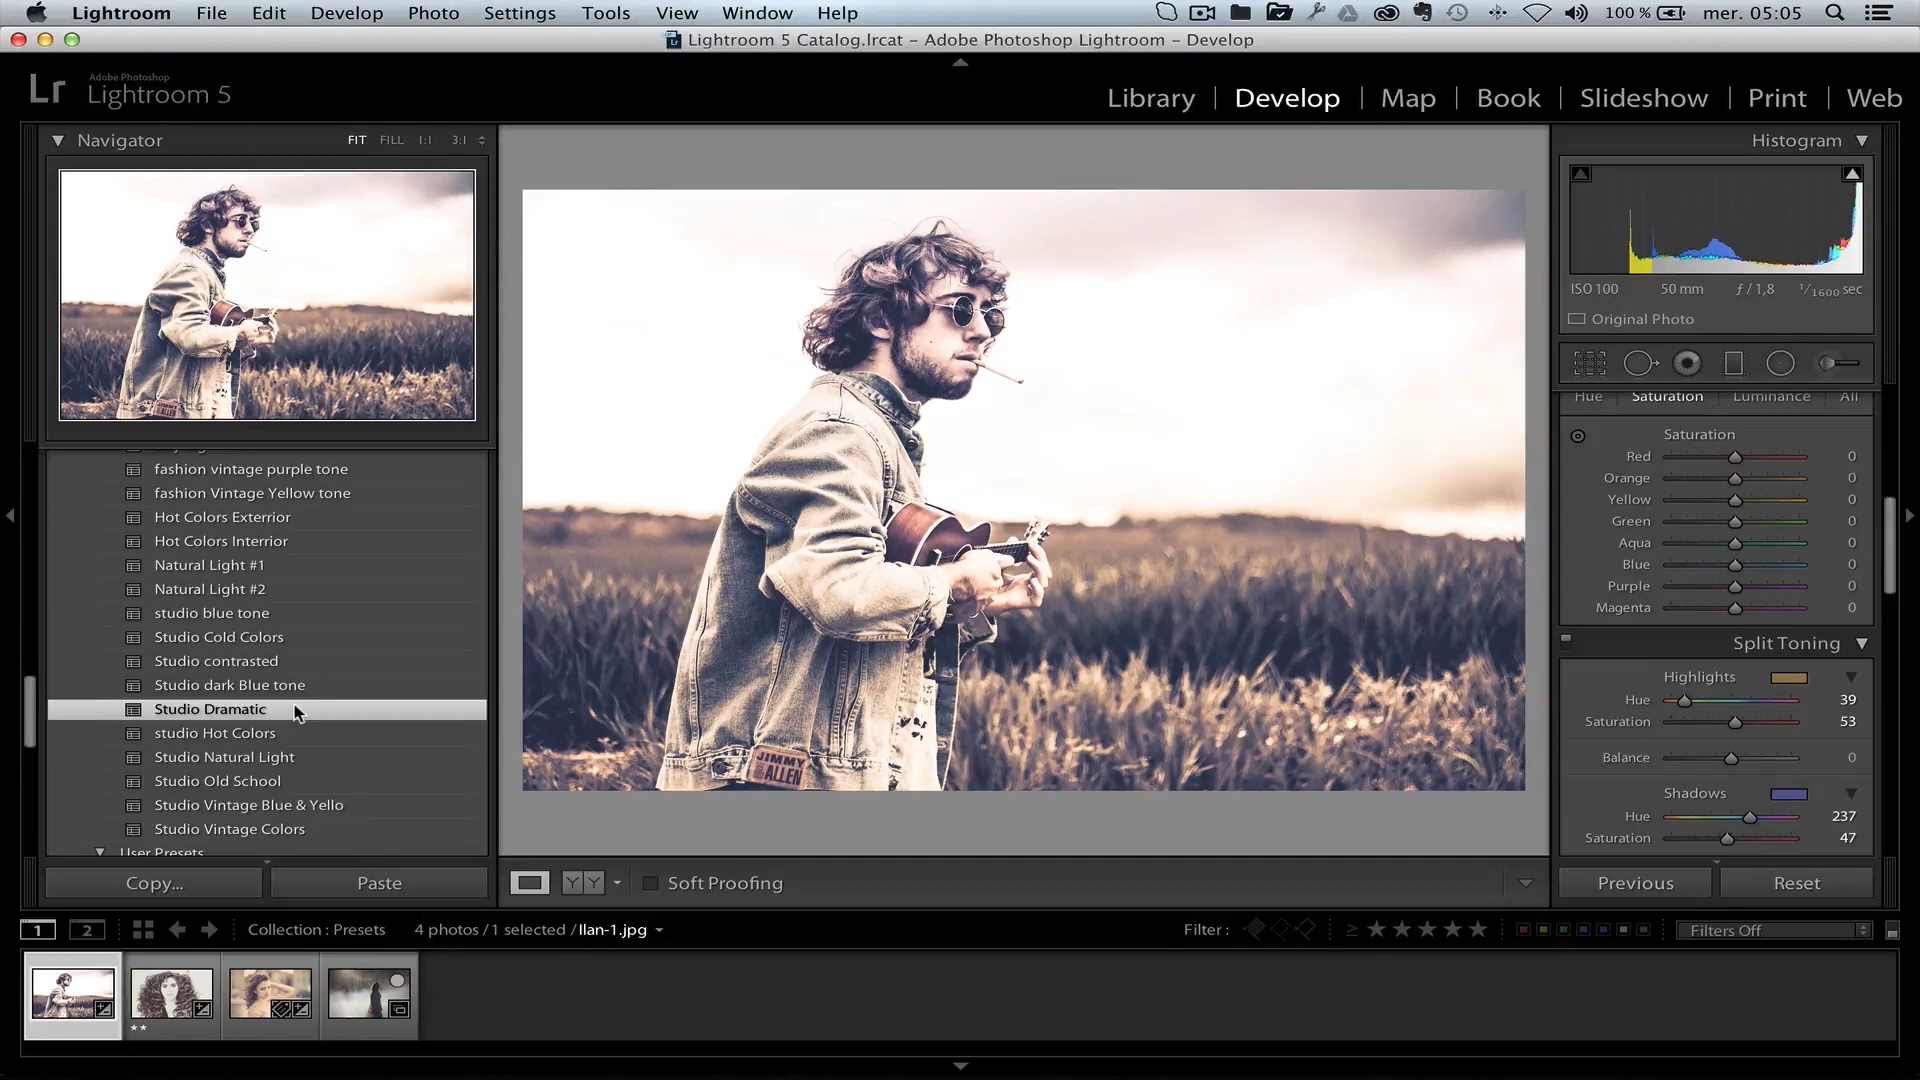 Lightroom File Edit Develop Photo Settings Tools View Window Help 100 % mer. 05:05
Lightroom 5 Catalog.lrcat – Adobe Photoshop Lightroom – Develop
Lr Adobe Photoshop
Lightroom 5
Library | Develop | Map | Book | Slideshow | Print | Web
Navigator FIT FILL 1:1 3:1
fashion vintage purple tone
fashion Vintage Yellow tone
Hot Colors Exterrior
Hot Colors Interrior
Natural Light #1
Natural Light #2
studio blue tone
Studio Cold Colors
Studio contrasted
Studio dark Blue tone
Studio Dramatic
studio Hot Colors
Studio Natural Light
Studio Old School
Studio Vintage Blue & Yello
Studio Vintage Colors
User Presets
Copy... Paste
JIMMY
ALLEN
JIMMY
ALLEN
YY Soft Proofing
Histogram
ISO 100 50 mm ƒ / 1,8 1/1600 sec
Original Photo
Hue Saturation Luminance All
Saturation
Red 0
Orange 0
Yellow 0
Green 0
Aqua 0
Blue 0
Purple 0
Magenta 0
Split Toning
Highlights
Hue 39
Saturation 53
Balance 0
Shadows
Hue 237
Saturation 47
Previous Reset
1 2 Collection : Presets 4 photos / 1 selected / Ilan-1.jpg Filter : ≥ ★ ★ ★ ★ ★ Filters Off
★★